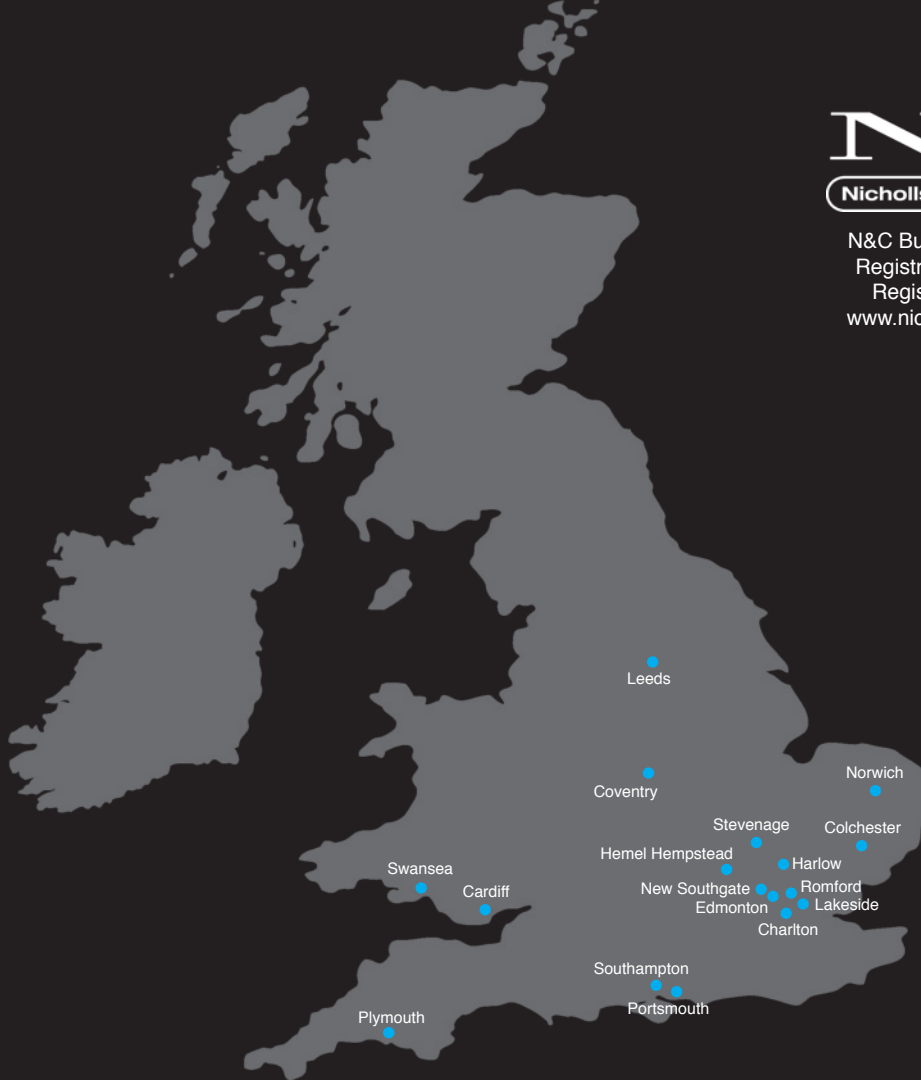 N
Nicholls
N&C Bu
Registr
Regis
www.nic
Leeds
Coventry
Norwich
Stevenage
Colchester
Hemel Hempstead
Harlow
Swansea
Cardiff
New Southgate
Romford
Edmonton
Lakeside
Charlton
Southampton
Portsmouth
Plymouth